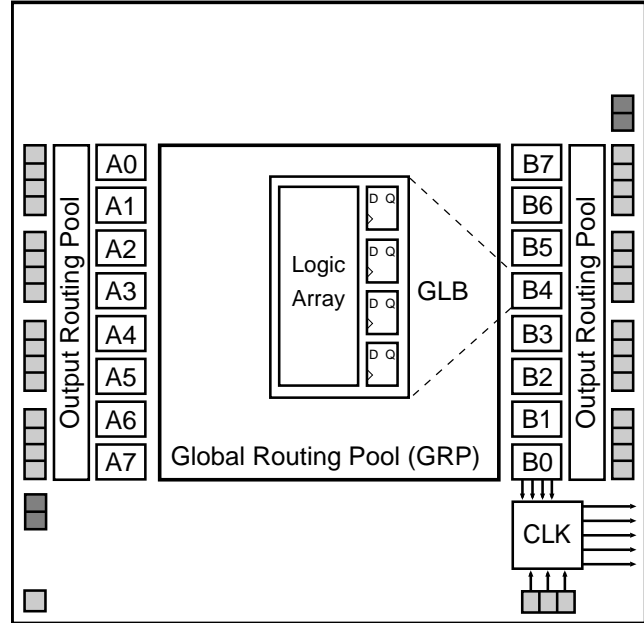 Output Routing Pool
A0
A1
A2
A3
A4
A5
A6
A7
Logic
Array
D Q
D Q
D Q
D Q
GLB
Global Routing Pool (GRP)
B7
B6
B5
B4
B3
B2
B1
B0
Output Routing Pool
CLK